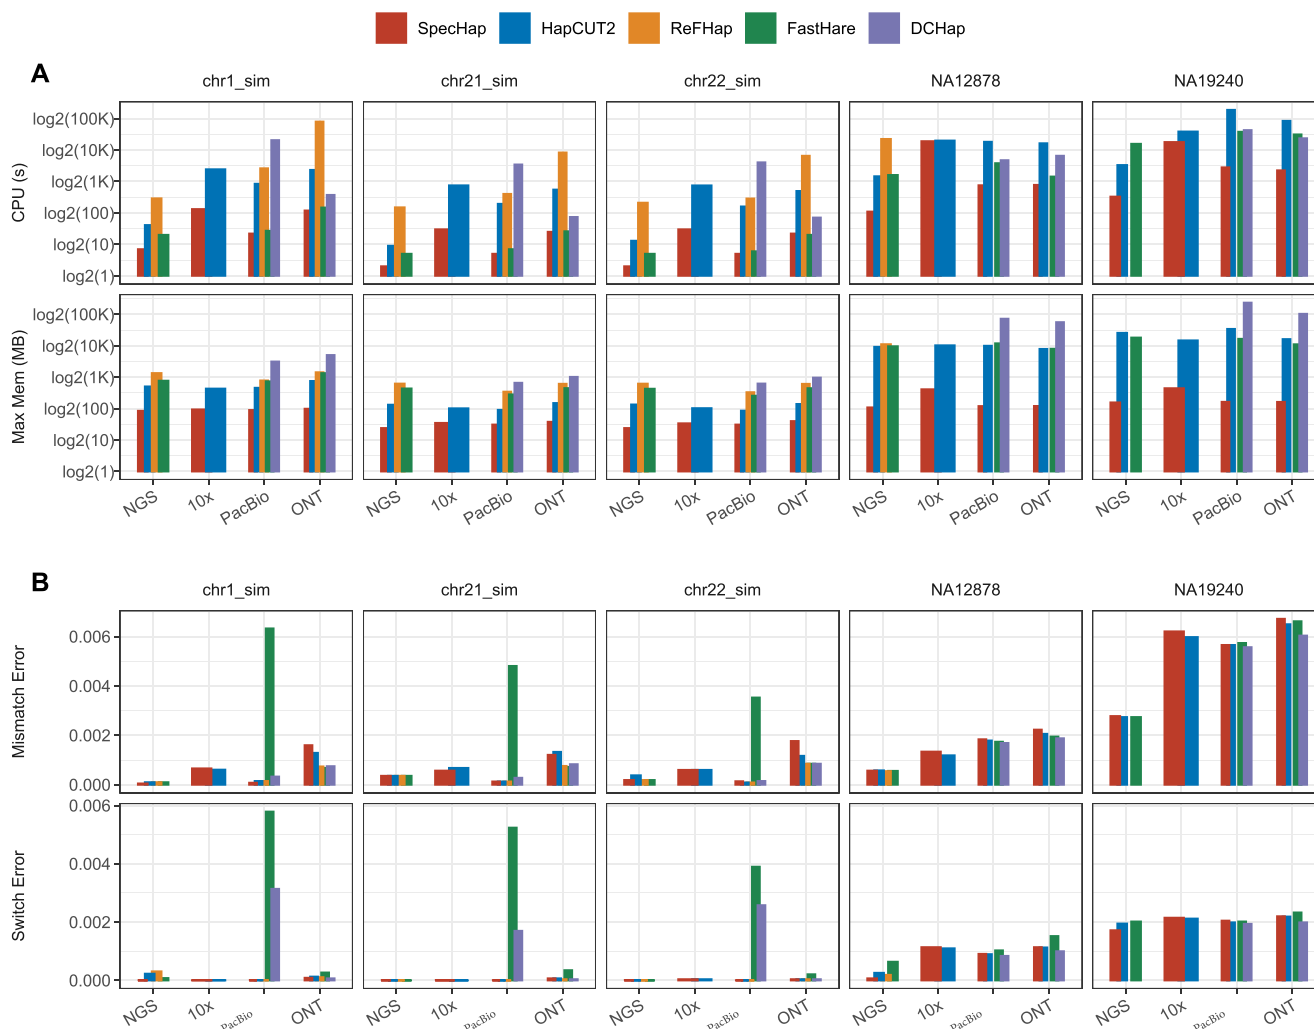 SpecHap HapCUT2 ReFHap FastHare DCHap
A
chr1_sim chr21_sim chr22_sim NA12878 NA19240
CPU (s)
log2(100K)
log2(10K)
log2(1K)
log2(100)
log2(10)
log2(1)
Max Mem (MB)
log2(100K)
log2(10K)
log2(1K)
log2(100)
log2(10)
log2(1)
NGS 10x PacBio ONT NGS 10x PacBio ONT NGS 10x PacBio ONT NGS 10x PacBio ONT NGS 10x PacBio ONT
B
chr1_sim chr21_sim chr22_sim NA12878 NA19240
Mismatch Error
0.006
0.004
0.002
0.000
Switch Error
0.006
0.004
0.002
0.000
NGS 10x PacBio ONT NGS 10x PacBio ONT NGS 10x PacBio ONT NGS 10x PacBio ONT NGS 10x PacBio ONT